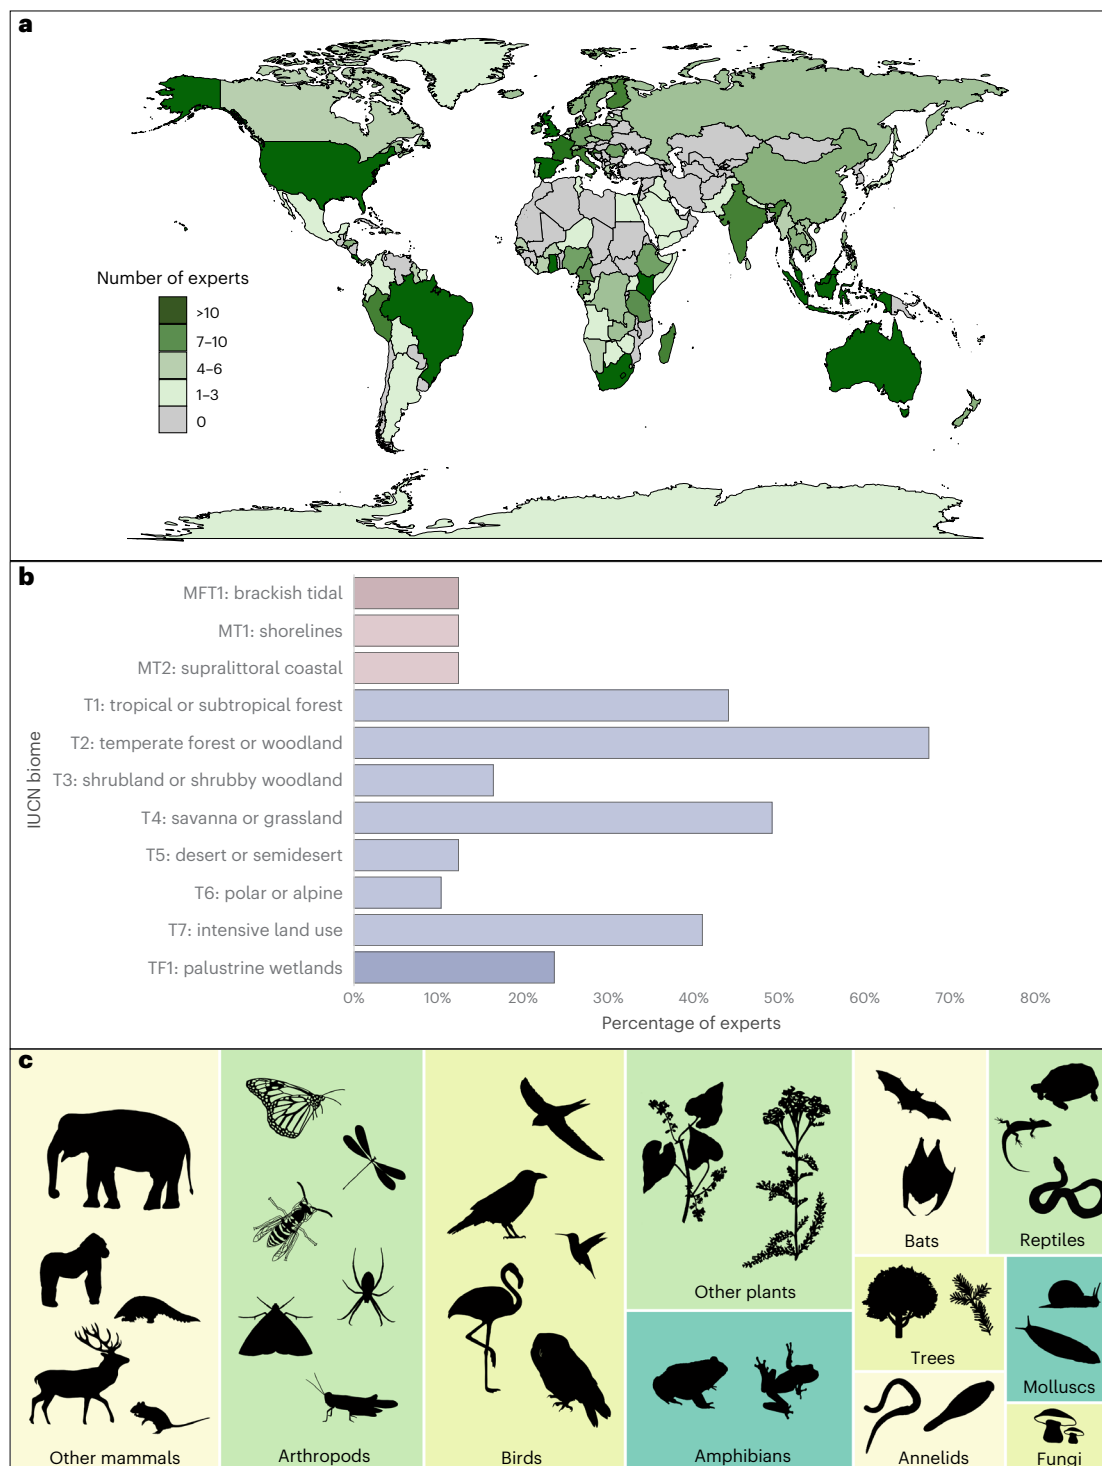 a
Number of experts
>10
7–10
4–6
1–3
0
b
IUCN biome
MFT1: brackish tidal
MT1: shorelines
MT2: supralittoral coastal
T1: tropical or subtropical forest
T2: temperate forest or woodland
T3: shrubland or shrubby woodland
T4: savanna or grassland
T5: desert or semidesert
T6: polar or alpine
T7: intensive land use
TF1: palustrine wetlands
0% 10% 20% 30% 40% 50% 60% 70% 80%
Percentage of experts
c
Other mammals
Arthropods
Birds
Other plants
Amphibians
Bats
Reptiles
Trees
Molluscs
Annelids
Fungi